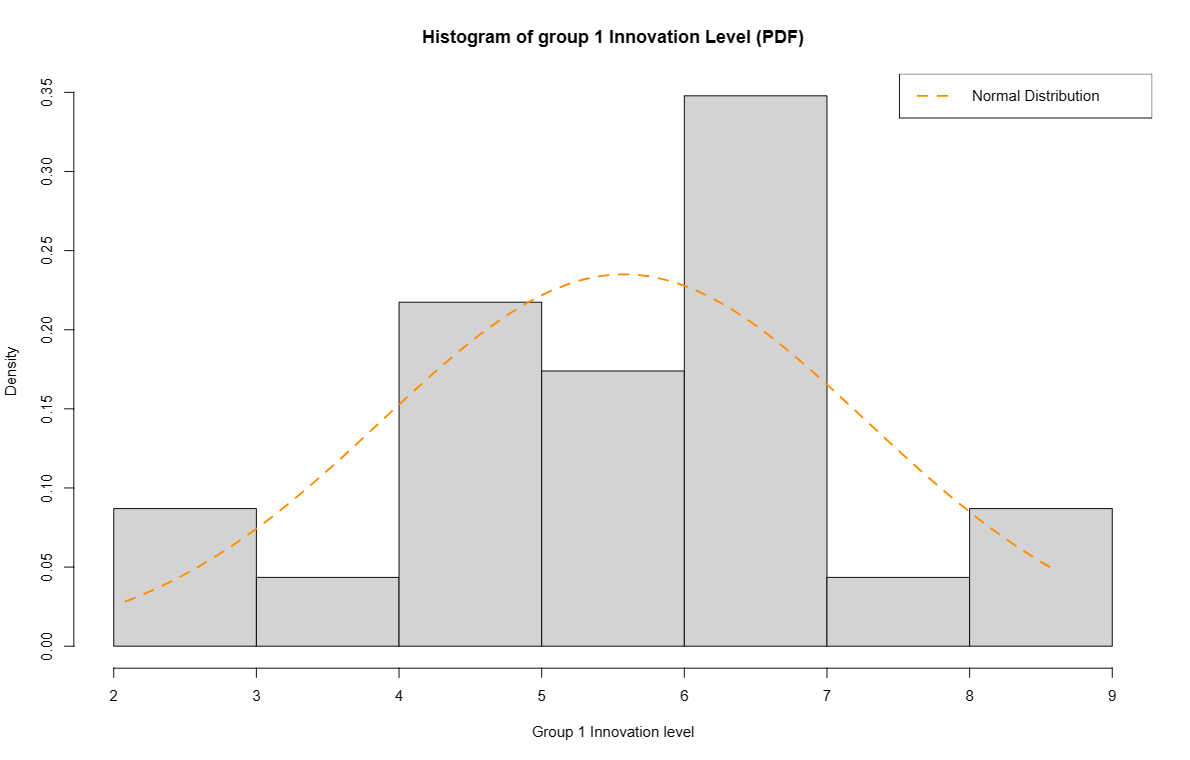 Histogram of group 1 Innovation Level (PDF)
Normal Distribution
Density
0.35
0.30
0.25
0.20
0.15
0.10
0.05
0.00
2 3 4 5 6 7 8 9
Group 1 Innovation level